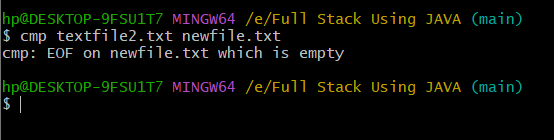 hp@DESKTOP-9FSU1T7 MINGW64 /e/Full Stack Using JAVA (main)
$ cmp textfile2.txt newfile.txt
cmp: EOF on newfile.txt which is empty
hp@DESKTOP-9FSU1T7 MINGW64 /e/Full Stack Using JAVA (main)
$